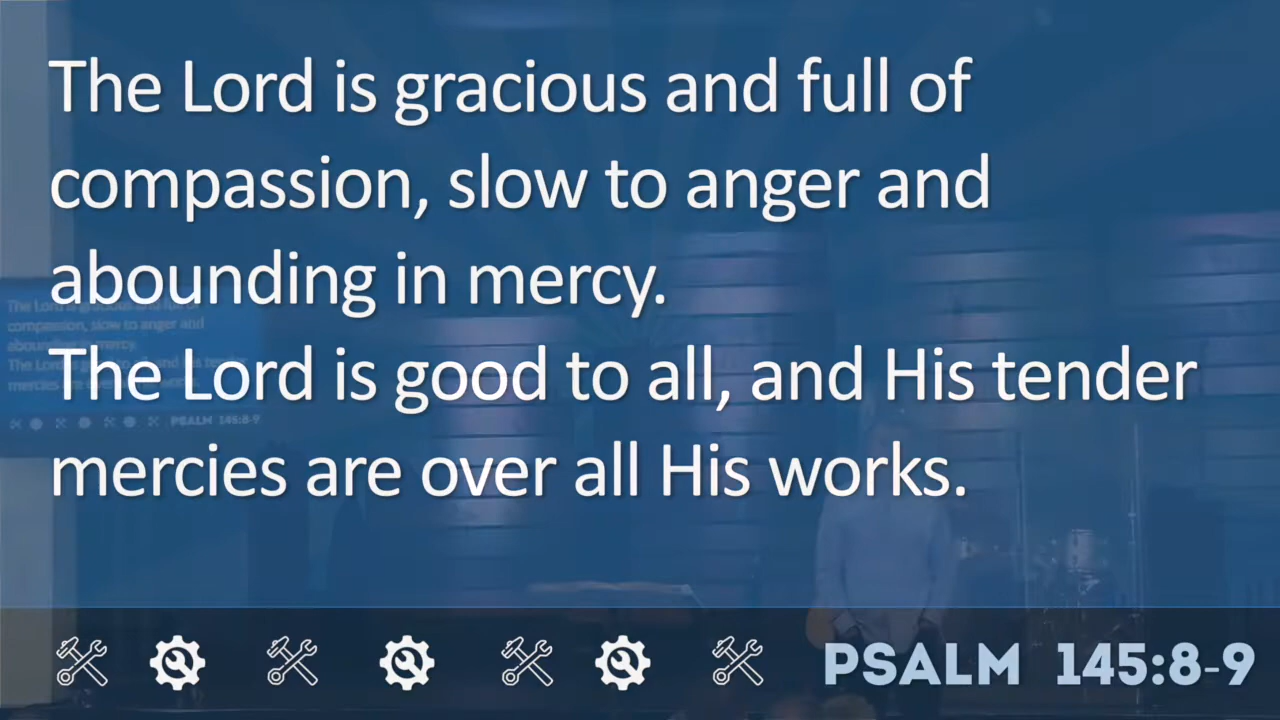 The Lord is gracious and full of
compassion, slow to anger and
abounding in mercy.
The Lord is good to all, and His tender
mercies are over all His works.
PSALM 145:8-9